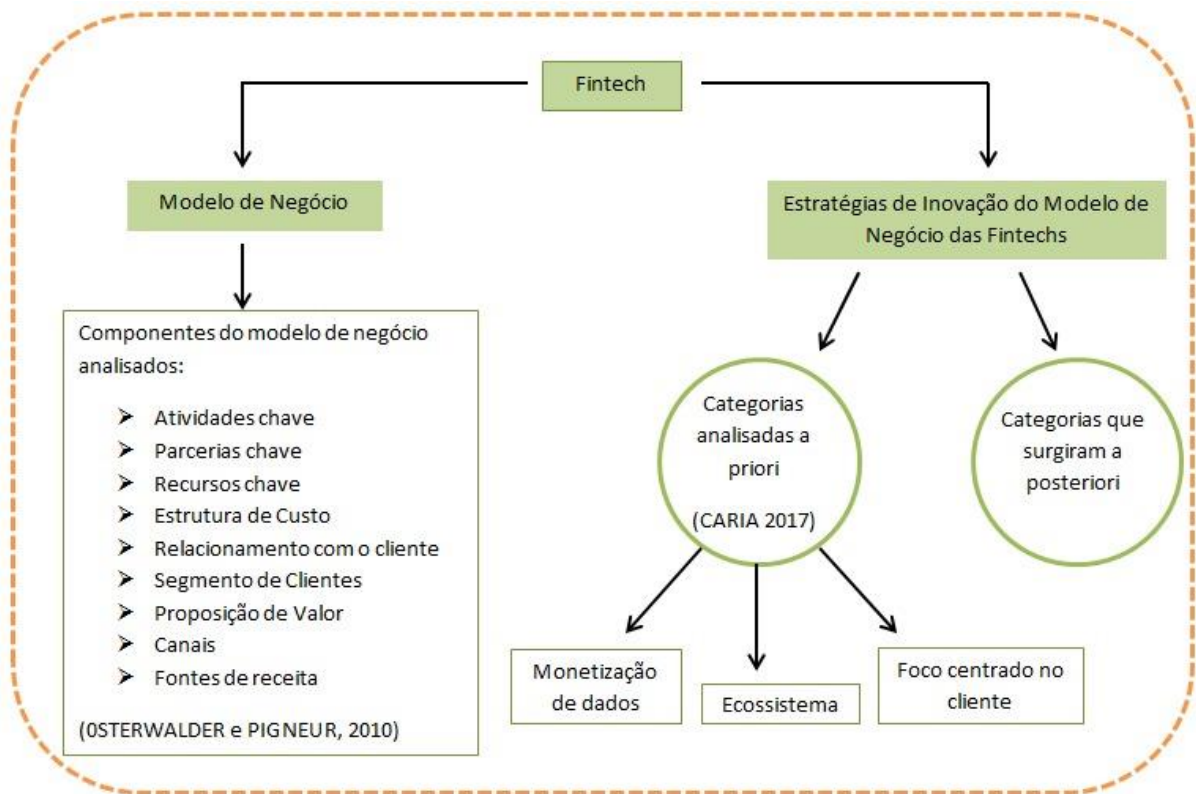 Fintech
Modelo de Negócio
Componentes do modelo de negócio
analisados:
➤ Atividades chave
➤ Parcerias chave
➤ Recursos chave
➤ Estrutura de Custo
➤ Relacionamento com o cliente
➤ Segmento de Clientes
➤ Proposição de Valor
➤ Canais
➤ Fontes de receita
(0STERWALDER e PIGNEUR, 2010)
Estratégias de Inovação do Modelo de
Negócio das Fintechs
Categorias
analisadas a
priori
(CARIA 2017)
Categorias que
surgiram a
posteriori
Monetização
de dados
Ecossistema
Foco centrado no
cliente